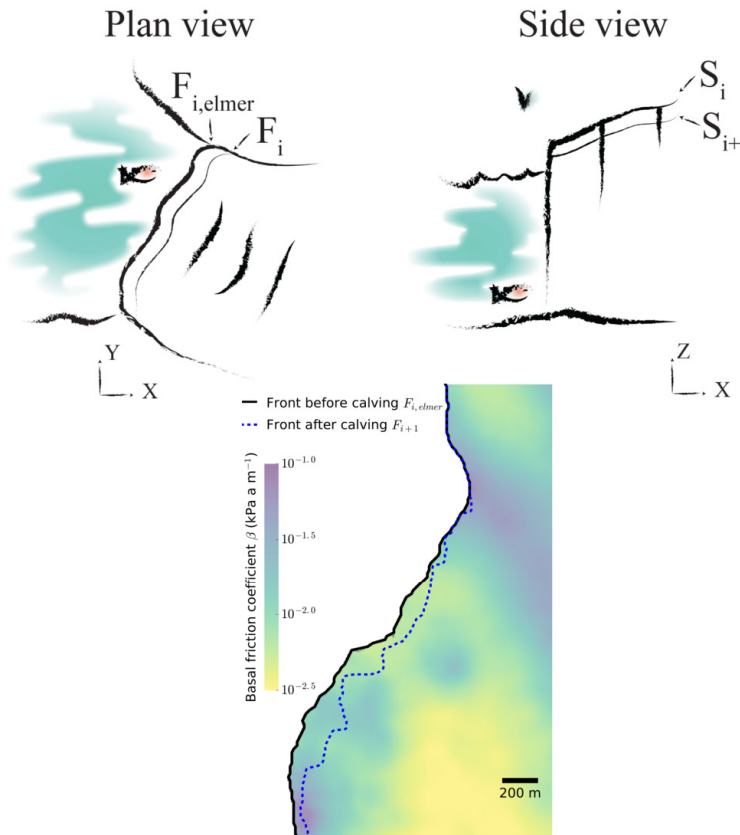 Plan view
Side view
F_{i,elmer}
F_i
S_i
S_{i+}
Y
X
Z
X
Front before calving F_{i,elmer}
Front after calving F_{i+1}
Basal friction coefficient β (kPa a m⁻¹)
10^{-1.0}
10^{-1.5}
10^{-2.0}
10^{-2.5}
200 m